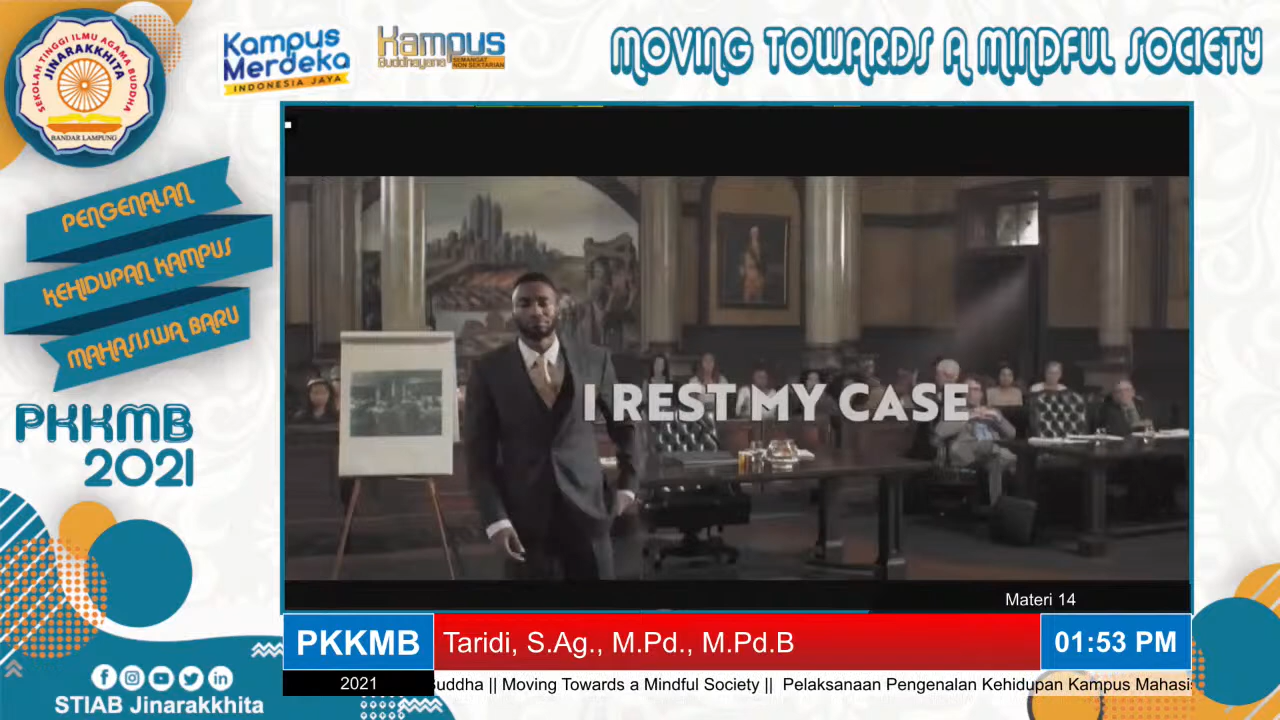 SEKOLAH TINGGI ILMU AGAMA BUDDHA
JINARAKKHITA
BANDAR LAMPUNG
Kampus
Merdeka
INDONESIA JAYA
Kampus
Buddhayana
SEMANGAT
NON SEKTARIAN
MOVING TOWARDS A MINDFUL SOCIETY
PENGENALAN
KEHIDUPAN KAMPUS
MAHASISWA BARU
PKKMB
2021
I REST MY CASE
Materi 14
PKKMB
Taridi, S.Ag., M.Pd., M.Pd.B
01:53 PM
2021
uddha || Moving Towards a Mindful Society || Pelaksanaan Pengenalan Kehidupan Kampus Mahasi
STIAB Jinarakkhita